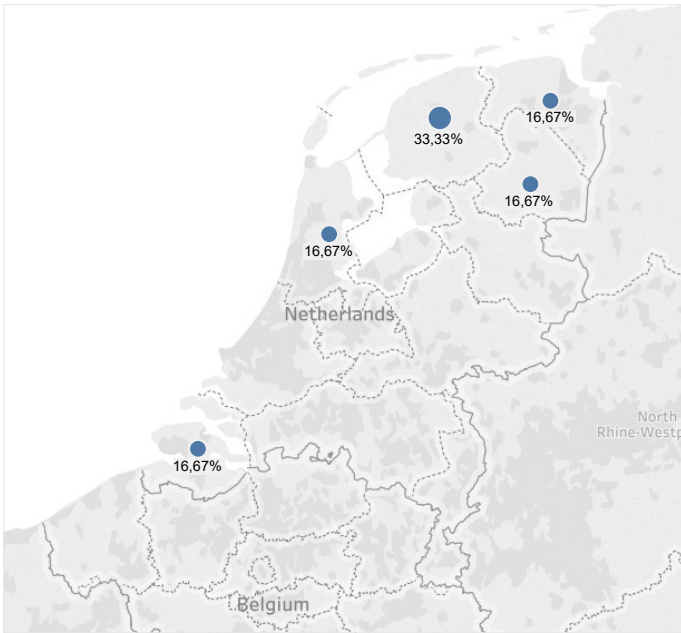 16,67%
33,33%
16,67%
16,67%
Netherlands
North
Rhine-Westp
16,67%
Belgium